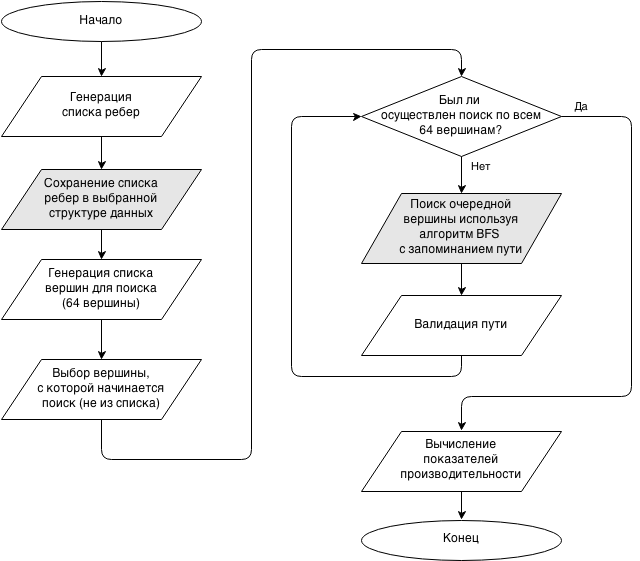 Начало
Генерация
списка ребер
Сохранение списка
ребер в выбранной
структуре данных
Генерация списка
вершин для поиска
(64 вершины)
Выбор вершины,
с которой начинается
поиск (не из списка)
Был ли
осуществлен поиск по всем
64 вершинам?
Да
Нет
Поиск очередной
вершины используя
алгоритм BFS
с запоминанием пути
Валидация пути
Вычисление
показателей
производительности
Конец